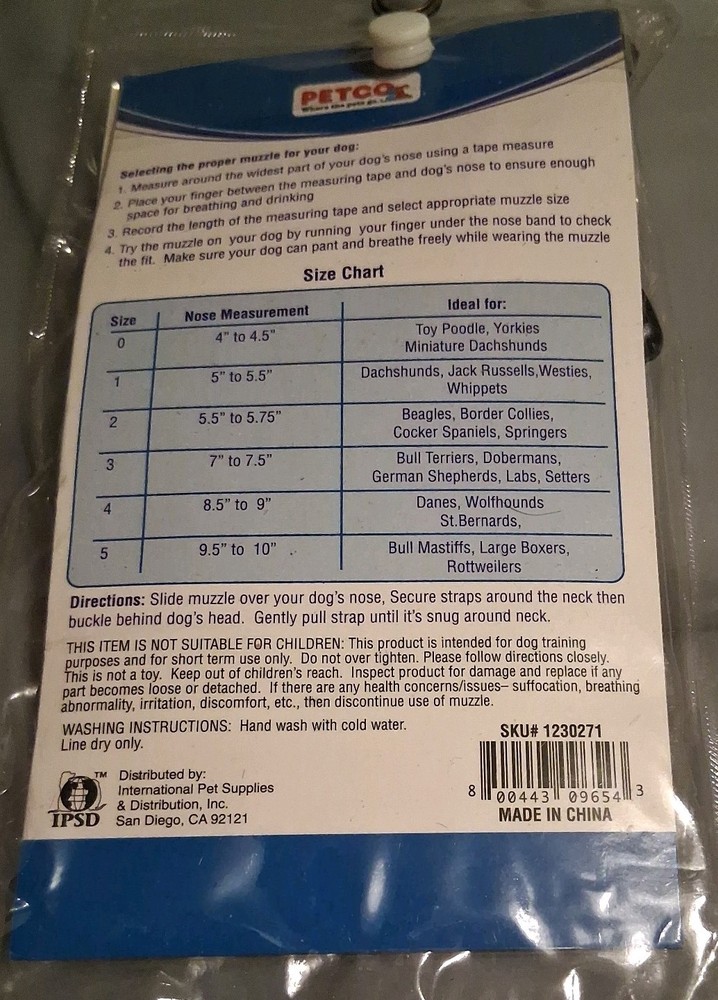 PETCO
Where the pets go.
Selecting the proper muzzle for your dog:
1. Measure around the widest part of your dog's nose using a tape measure
2. Place your finger between the measuring tape and dog's nose to ensure enough
space for breathing and drinking
3. Record the length of the measuring tape and select appropriate muzzle size
4. Try the muzzle on your dog by running your finger under the nose band to check
the fit. Make sure your dog can pant and breathe freely while wearing the muzzle
Size Chart
Size Nose Measurement Ideal for:
0 4" to 4.5" Toy Poodle, Yorkies
Miniature Dachshunds
1 5" to 5.5" Dachshunds, Jack Russells,Westies,
Whippets
2 5.5" to 5.75" Beagles, Border Collies,
Cocker Spaniels, Springers
3 7" to 7.5" Bull Terriers, Dobermans,
German Shepherds, Labs, Setters
4 8.5" to 9" Danes, Wolfhounds
St.Bernards,
5 9.5" to 10" Bull Mastiffs, Large Boxers,
Rottweilers
Directions: Slide muzzle over your dog's nose, Secure straps around the neck then
buckle behind dog's head. Gently pull strap until it's snug around neck.
THIS ITEM IS NOT SUITABLE FOR CHILDREN: This product is intended for dog training
purposes and for short term use only. Do not over tighten. Please follow directions closely.
This is not a toy. Keep out of children's reach. Inspect product for damage and replace if any
part becomes loose or detached. If there are any health concerns/issues– suffocation, breathing
abnormality, irritation, discomfort, etc., then discontinue use of muzzle.
WASHING INSTRUCTIONS: Hand wash with cold water.
Line dry only.
TM
IPSD
Distributed by:
International Pet Supplies
& Distribution, Inc.
San Diego, CA 92121
SKU# 1230271
8 00443 09654 3
MADE IN CHINA